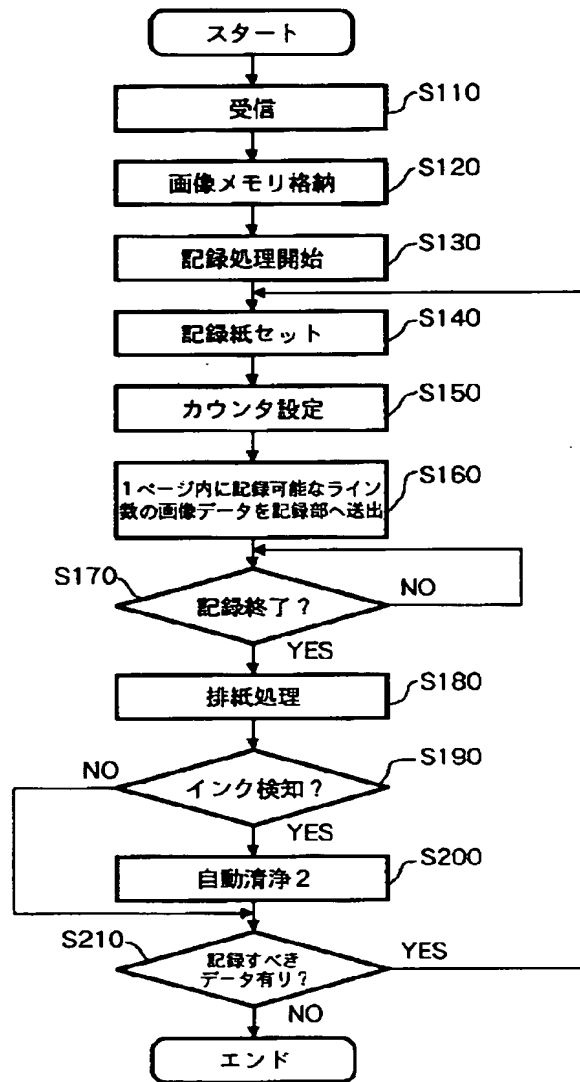 スタート
受信
S110
画像メモリ格納
S120
記録処理開始
S130
記録紙セット
S140
カウンタ設定
S150
1ページ内に記録可能なライン
数の画像データを記録部へ送出
S160
S170
記録終了?
NO
YES
排紙処理
S180
NO
インク検知?
S190
YES
自動清浄2
S200
S210
記録すべき
データ有り?
YES
NO
エンド